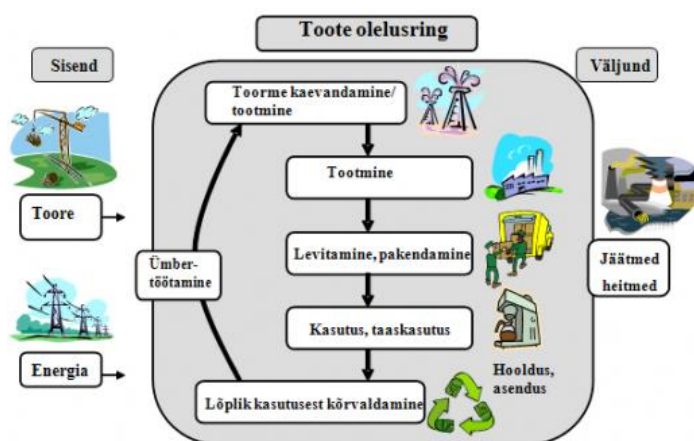 Toote olelusring
Sisend
Väljund
Toorme kaevandamine/
tootmine
Tootmine
Toore
Levitamine, pakendamine
Ümber-
töötamine
Jäätmed
heitmed
Kasutus, taaskasutus
Energia
Hooldus,
asendus
Lõplik kasutusest kõrvaldamine